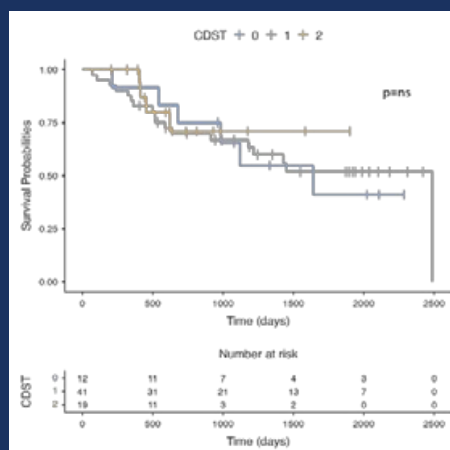 CDST 0 1 2
1.00
p=ns
0.75
0.50
0.25
0.00
Survival Probabilities
0 500 1000 1500 2000 2500
Time (days)
Number at risk
CDST
0 12 11 7 4 3 0
1 41 31 21 13 7 0
2 19 11 3 2 0 0
0 500 1000 1500 2000 2500
Time (days)